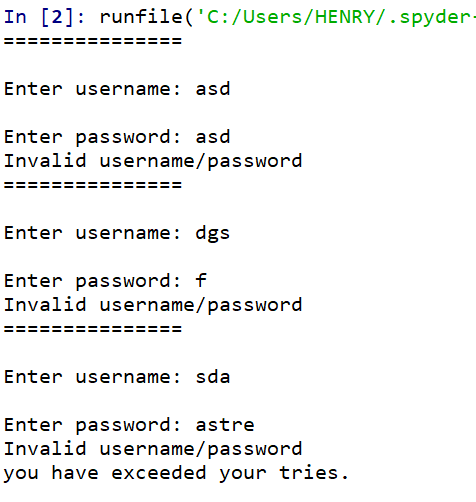 In [2]: runfile('C:/Users/HENRY/.spyder-
===============
Enter username: asd
Enter password: asd
Invalid username/password
===============
Enter username: dgs
Enter password: f
Invalid username/password
===============
Enter username: sda
Enter password: astre
Invalid username/password
you have exceeded your tries.